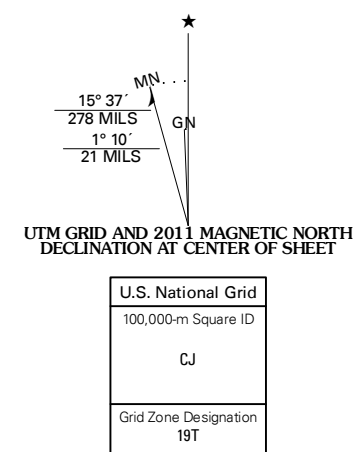 ★
MN
15° 37´
278 MILS
GN
1° 10´
21 MILS
UTM GRID AND 2011 MAGNETIC NORTH
DECLINATION AT CENTER OF SHEET
U.S. National Grid
100,000-m Square ID
CJ
Grid Zone Designation
19T